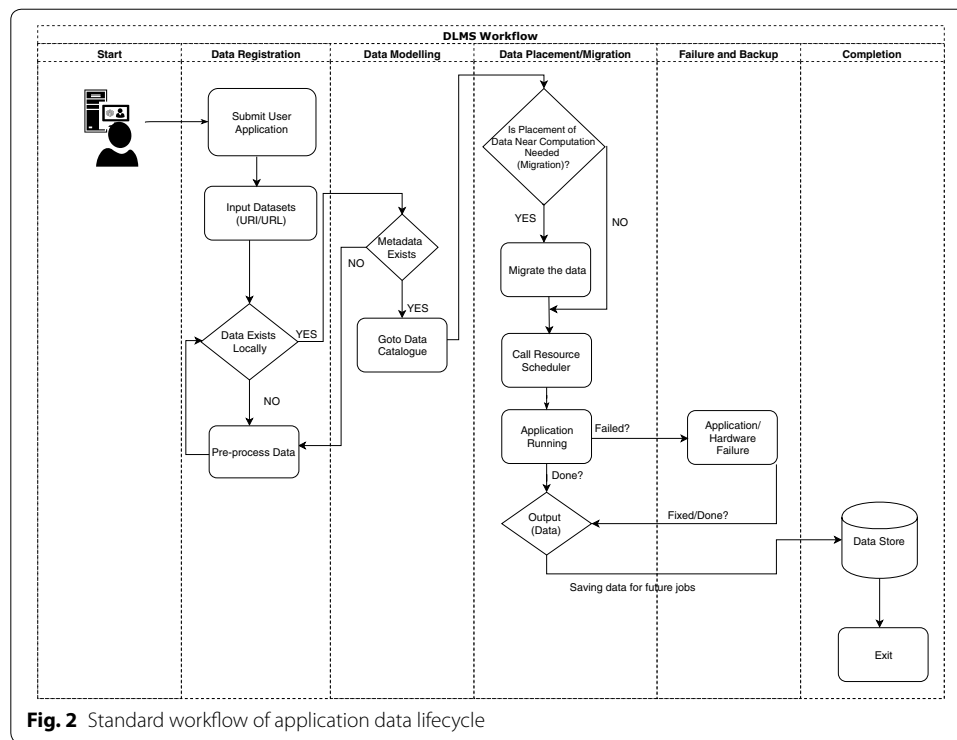 DLMS Workflow
Start
Data Registration
Data Modelling
Data Placement/Migration
Failure and Backup
Completion
Submit User
Application
Input Datasets
(URI/URL)
Data Exists
Locally
YES
NO
Pre-process Data
Metadata
Exists
NO
YES
Goto Data
Catalogue
Is Placement of
Data Near Computation
Needed
(Migration)?
YES
NO
Migrate the data
Call Resource
Scheduler
Application
Running
Failed?
Done?
Application/
Hardware
Failure
Fixed/Done?
Output
(Data)
Saving data for future jobs
Data Store
Exit
Fig. 2 Standard workflow of application data lifecycle